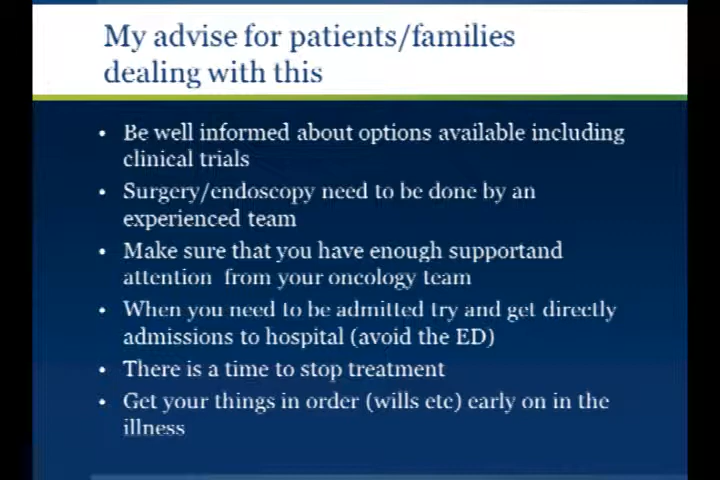 My advise for patients/families
dealing with this
• Be well informed about options available including
clinical trials
• Surgery/endoscopy need to be done by an
experienced team
• Make sure that you have enough supportand
attention from your oncology team
• When you need to be admitted try and get directly
admissions to hospital (avoid the ED)
• There is a time to stop treatment
• Get your things in order (wills etc) early on in the
illness